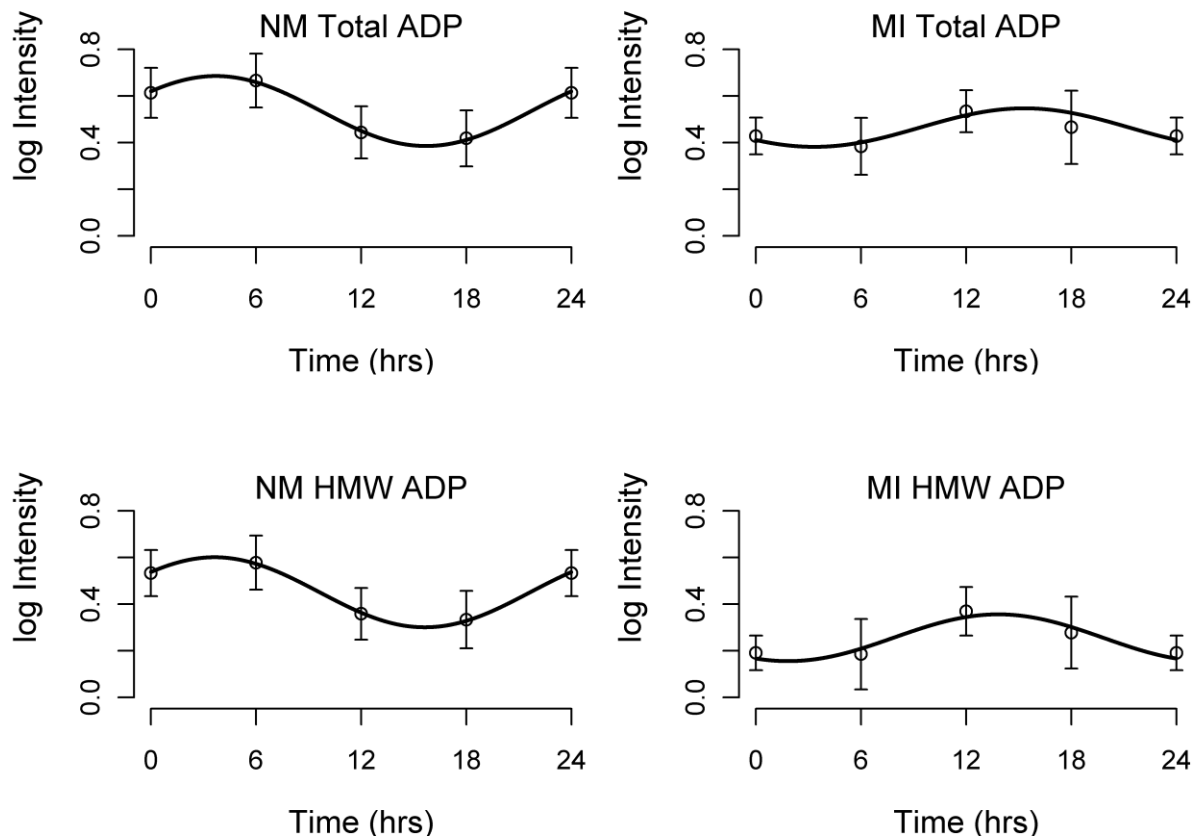 NM Total ADP
log Intensity
0.8
0.4
0.0
0 6 12 18 24
Time (hrs)
MI Total ADP
log Intensity
0.8
0.4
0.0
0 6 12 18 24
Time (hrs)
NM HMW ADP
log Intensity
0.8
0.4
0.0
0 6 12 18 24
Time (hrs)
MI HMW ADP
log Intensity
0.8
0.4
0.0
0 6 12 18 24
Time (hrs)